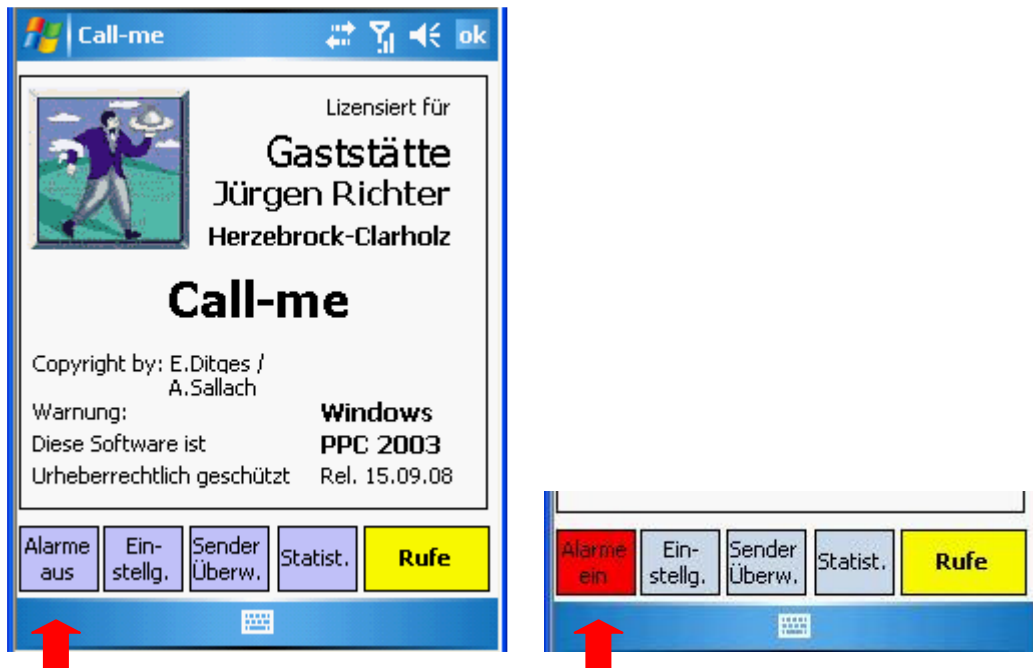 Call-me
ok
Lizensiert für
Gaststätte
Jürgen Richter
Herzebrock-Clarholz
Call-me
Copyright by: E.Ditges /
A.Sallach
Warnung:
Windows
Diese Software ist
PPC 2003
Urheberrechtlich geschützt
Rel. 15.09.08
Alarme
aus
Ein-
stellg.
Sender
Überw.
Statist.
Rufe
Alarme
ein
Ein-
stellg.
Sender
Überw.
Statist.
Rufe